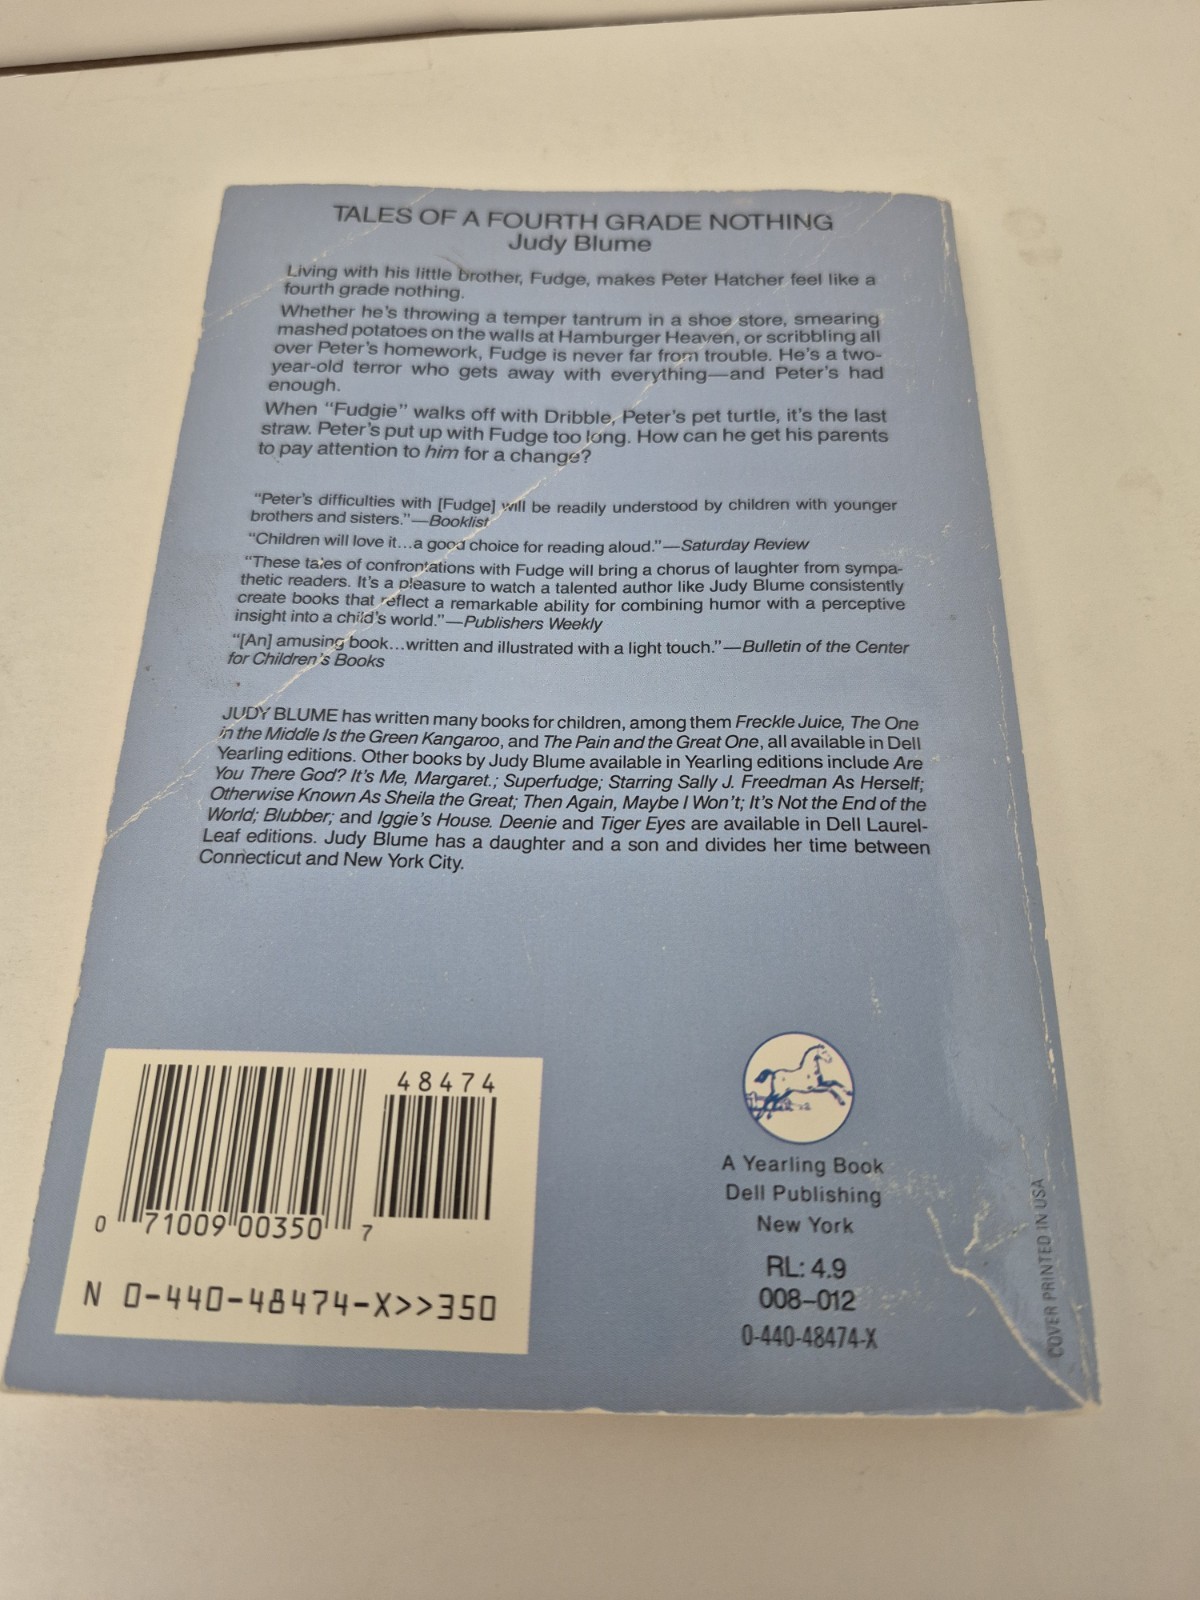 TALES OF A FOURTH GRADE NOTHING
Judy Blume
Living with his little brother, Fudge, makes Peter Hatcher feel like a
fourth grade nothing.
Whether he's throwing a temper tantrum in a shoe store, smearing
mashed potatoes on the walls at Hamburger Heaven, or scribbling all
over Peter's homework, Fudge is never far from trouble. He's a two-
year-old terror who gets away with everything—and Peter's had
enough.
When "Fudgie" walks off with Dribble, Peter's pet turtle, it's the last
straw. Peter's put up with Fudge too long. How can he get his parents
to pay attention to him for a change?
"Peter's difficulties with [Fudge] will be readily understood by children with younger
brothers and sisters."—Booklist
"Children will love it...a good choice for reading aloud."—Saturday Review
"These tales of confrontations with Fudge will bring a chorus of laughter from sympa-
thetic readers. It's a pleasure to watch a talented author like Judy Blume consistently
create books that reflect a remarkable ability for combining humor with a perceptive
insight into a child's world."—Publishers Weekly
"[An] amusing book...written and illustrated with a light touch."—Bulletin of the Center
for Children's Books
JUDY BLUME has written many books for children, among them Freckle Juice, The One
in the Middle Is the Green Kangaroo, and The Pain and the Great One, all available in Dell
Yearling editions. Other books by Judy Blume available in Yearling editions include Are
You There God? It's Me, Margaret.; Superfudge; Starring Sally J. Freedman As Herself;
Otherwise Known As Sheila the Great; Then Again, Maybe I Won't; It's Not the End of the
World; Blubber; and Iggie's House. Deenie and Tiger Eyes are available in Dell Laurel-
Leaf editions. Judy Blume has a daughter and a son and divides her time between
Connecticut and New York City.
48474
0 71009 00350 7
N 0-440-48474-X>>350
A Yearling Book
Dell Publishing
New York
RL: 4.9
008-012
0-440-48474-X
COVER PRINTED IN USA